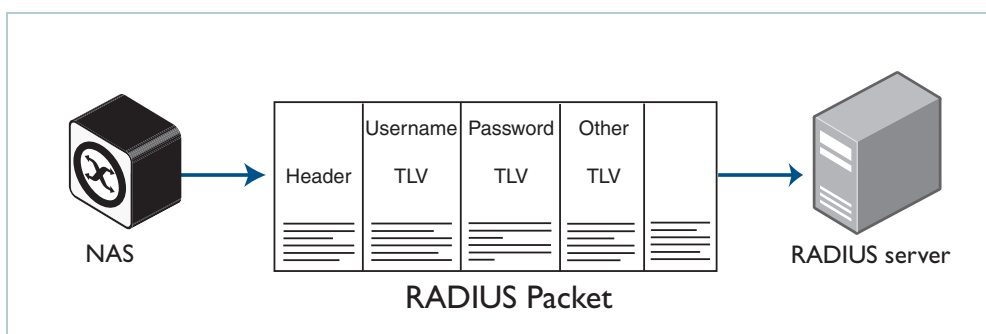 NAS
Header
Username
TLV
Password
TLV
Other
TLV
RADIUS Packet
RADIUS server